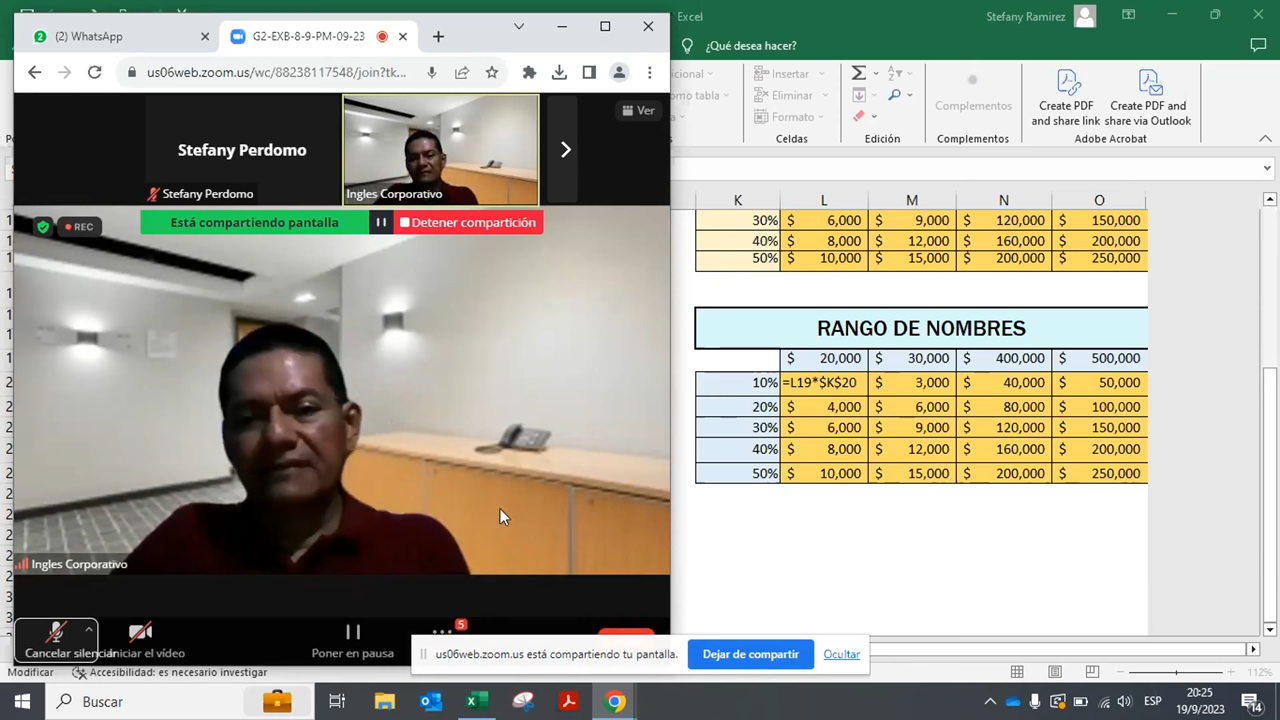 (2) WhatsApp
G2-EXB-8-9-PM-09-23
us06web.zoom.us/wc/88238117548/join?tk...
Ver
Stefany Perdomo
Stefany Perdomo
Ingles Corporativo
REC
Está compartiendo pantalla
Detener compartición
Ingles Corporativo
Cancelar silenciar
Iniciar el vídeo
Poner en pausa
5
us06web.zoom.us está compartiendo tu pantalla.
Dejar de compartir
Ocultar
Excel
Stefany Ramirez
¿Qué desea hacer?
Insertar
Eliminar
Formato
Celdas
Edición
Complementos
Complementos
Create PDF and share link
Create PDF and share via Outlook
Adobe Acrobat
K L M N O
30% $ 6,000 $ 9,000 $ 120,000 $ 150,000
40% $ 8,000 $ 12,000 $ 160,000 $ 200,000
50% $ 10,000 $ 15,000 $ 200,000 $ 250,000
RANGO DE NOMBRES
$ 20,000 $ 30,000 $ 400,000 $ 500,000
10% =L19*$K$20 $ 3,000 $ 40,000 $ 50,000
20% $ 4,000 $ 6,000 $ 80,000 $ 100,000
30% $ 6,000 $ 9,000 $ 120,000 $ 150,000
40% $ 8,000 $ 12,000 $ 160,000 $ 200,000
50% $ 10,000 $ 15,000 $ 200,000 $ 250,000
Modificar
Accesibilidad: es necesario investigar
112%
Buscar
ESP
20:25
19/9/2023
14